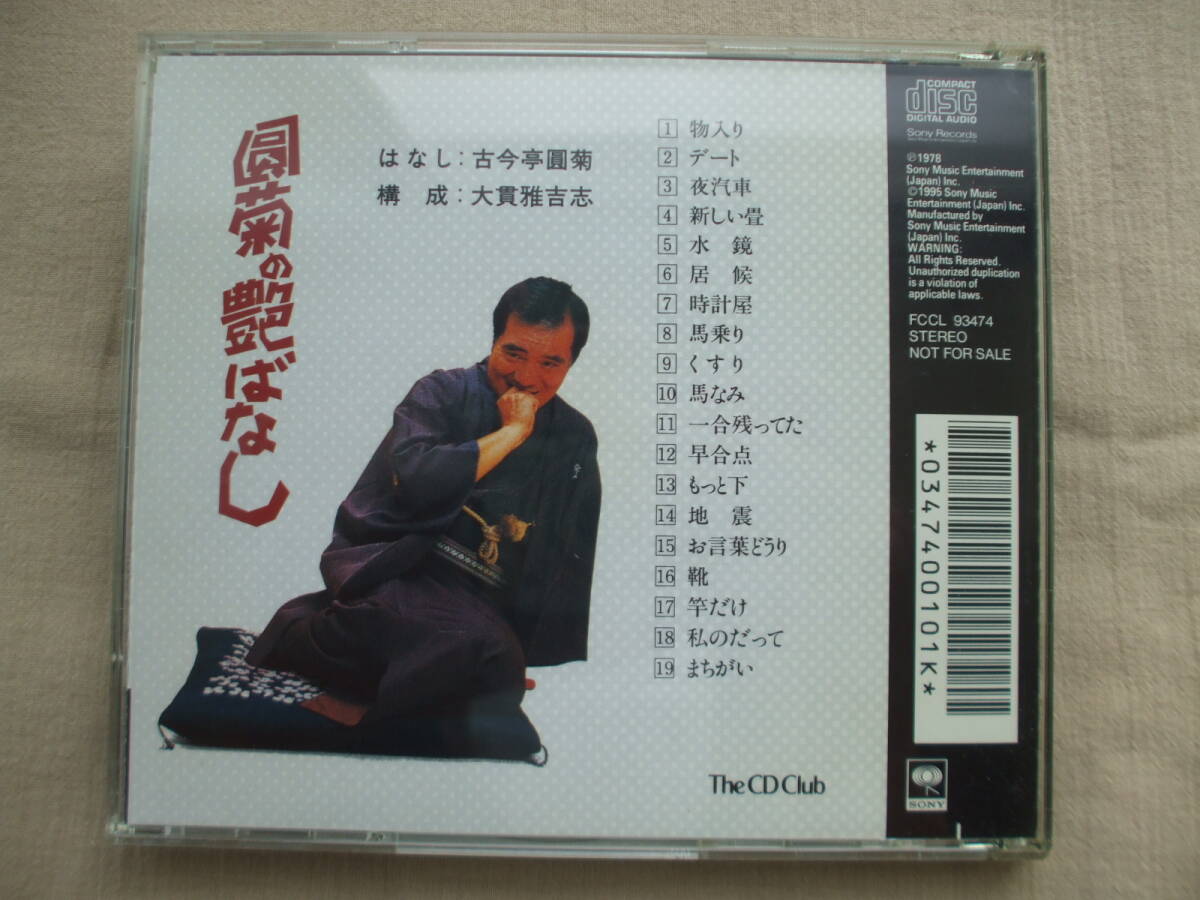 圓菊の艶ばなし
はなし：古今亭圓菊
構　成：大貫雅吉志
1 物入り
2 デート
3 夜汽車
4 新しい畳
5 水　鏡
6 居　候
7 時計屋
8 馬乗り
9 くすり
10 馬なみ
11 一合残ってた
12 早合点
13 もっと下
14 地　震
15 お言葉どうり
16 靴
17 竿だけ
18 私のだって
19 まちがい
The CD Club
COMPACT
disc
DIGITAL AUDIO
Sony Records
℗1978
Sony Music Entertainment
(Japan) Inc.
©1995 Sony Music
Entertainment (Japan) Inc.
Manufactured by
Sony Music Entertainment
(Japan) Inc.
WARNING:
All Rights Reserved.
Unauthorized duplication
is a violation of
applicable laws.
FCCL 93474
STEREO
NOT FOR SALE
*0347400101K*
SONY